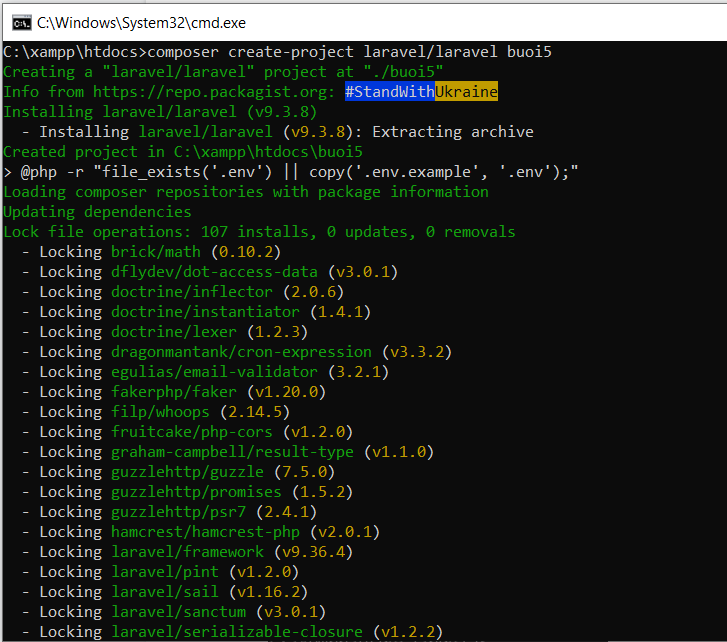 C:\Windows\System32\cmd.exe
C:\xampp\htdocs>composer create-project laravel/laravel buoi5
Creating a "laravel/laravel" project at "./buoi5"
Info from https://repo.packagist.org: #StandWithUkraine
Installing laravel/laravel (v9.3.8)
  - Installing laravel/laravel (v9.3.8): Extracting archive
Created project in C:\xampp\htdocs\buoi5
> @php -r "file_exists('.env') || copy('.env.example', '.env');"
Loading composer repositories with package information
Updating dependencies
Lock file operations: 107 installs, 0 updates, 0 removals
  - Locking brick/math (0.10.2)
  - Locking dflydev/dot-access-data (v3.0.1)
  - Locking doctrine/inflector (2.0.6)
  - Locking doctrine/instantiator (1.4.1)
  - Locking doctrine/lexer (1.2.3)
  - Locking dragonmantank/cron-expression (v3.3.2)
  - Locking egulias/email-validator (3.2.1)
  - Locking fakerphp/faker (v1.20.0)
  - Locking filp/whoops (2.14.5)
  - Locking fruitcake/php-cors (v1.2.0)
  - Locking graham-campbell/result-type (v1.1.0)
  - Locking guzzlehttp/guzzle (7.5.0)
  - Locking guzzlehttp/promises (1.5.2)
  - Locking guzzlehttp/psr7 (2.4.1)
  - Locking hamcrest/hamcrest-php (v2.0.1)
  - Locking laravel/framework (v9.36.4)
  - Locking laravel/pint (v1.2.0)
  - Locking laravel/sail (v1.16.2)
  - Locking laravel/sanctum (v3.0.1)
  - Locking laravel/serializable-closure (v1.2.2)